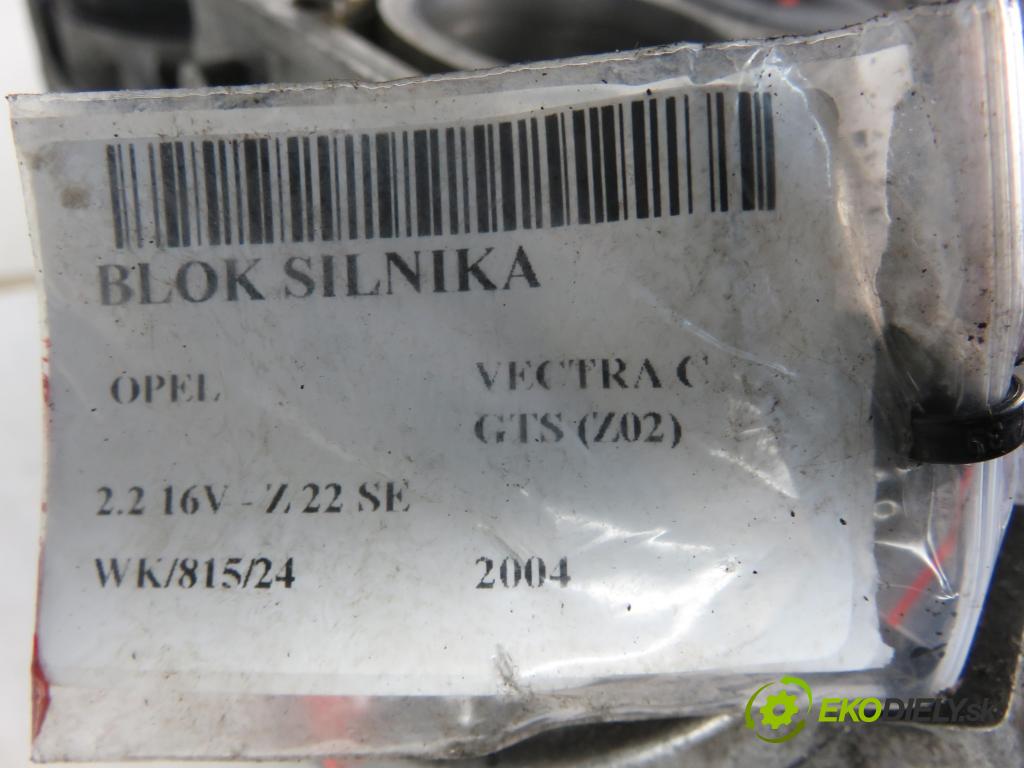 BLOK SILNIKA
OPEL
VECTRA C
GTS (Z02)
2.2 16V - Z 22 SE
WK/815/24
2004
EKODIELY.sk